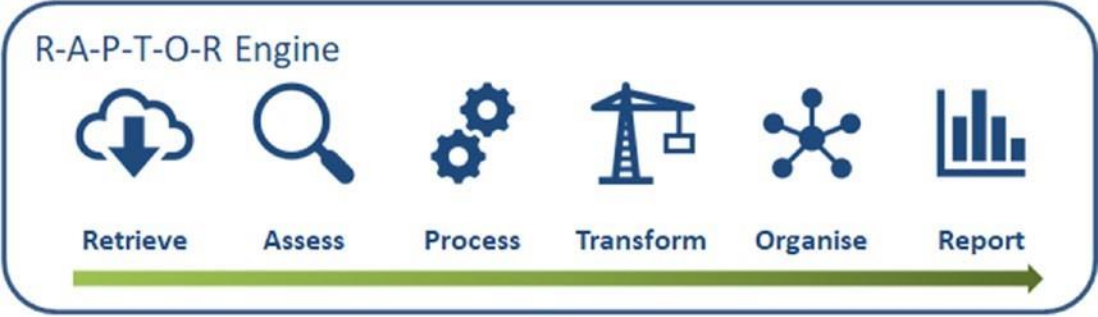 R-A-P-T-O-R Engine
Retrieve Assess Process Transform Organise Report